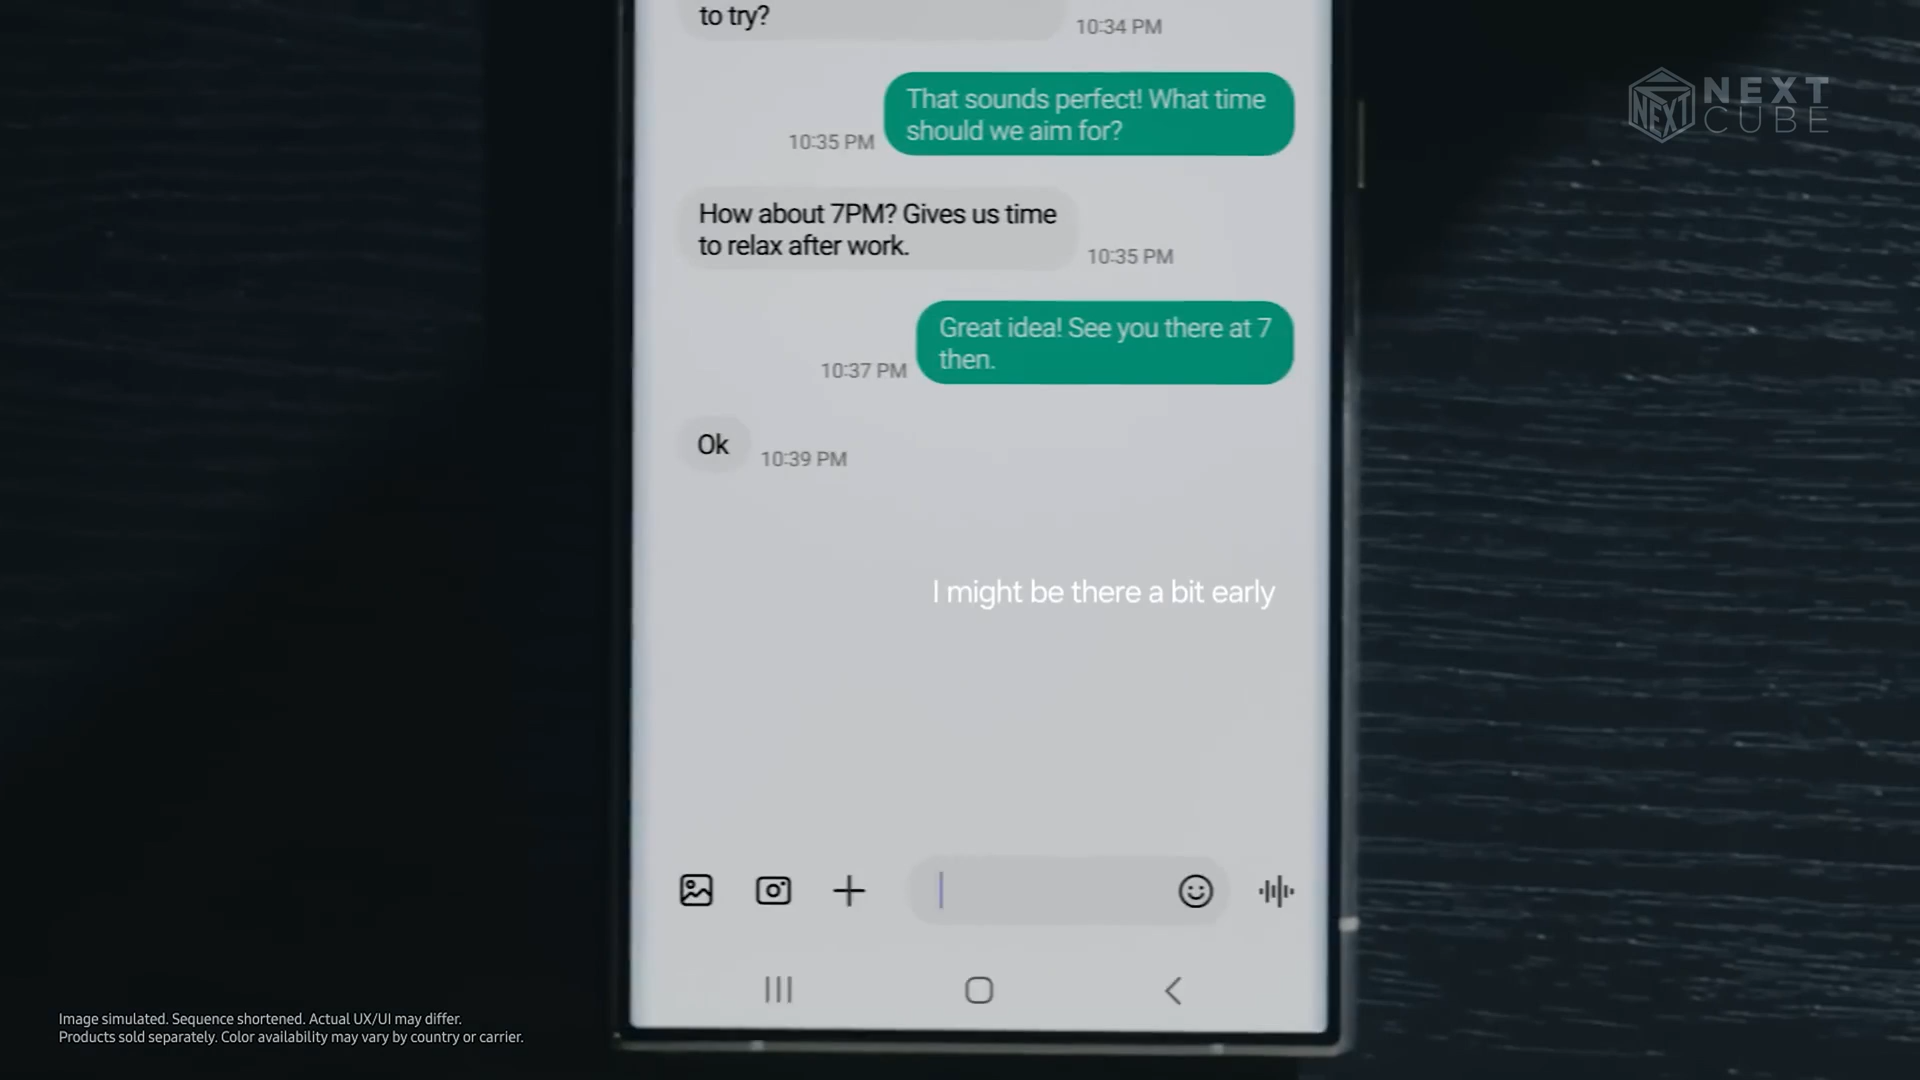 to try?
10:34 PM
That sounds perfect! What time
should we aim for?
10:35 PM
How about 7PM? Gives us time
to relax after work.
10:35 PM
Great idea! See you there at 7
then.
10:37 PM
Ok
10:39 PM
I might be there a bit early
NEXT
NEXT
CUBE
Image simulated. Sequence shortened. Actual UX/UI may differ.
Products sold separately. Color availability may vary by country or carrier.